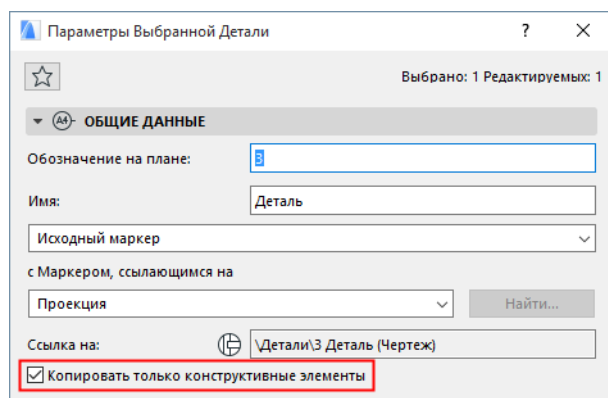 Параметры Выбранной Детали ?
Выбрано: 1 Редактируемых: 1
A4 ОБЩИЕ ДАННЫЕ
Обозначение на плане: 3
Имя: Деталь
Исходный маркер
с Маркером, ссылающимся на
Проекция Найти...
Ссылка на: \Детали\3 Деталь (Чертеж)
Копировать только конструктивные элементы